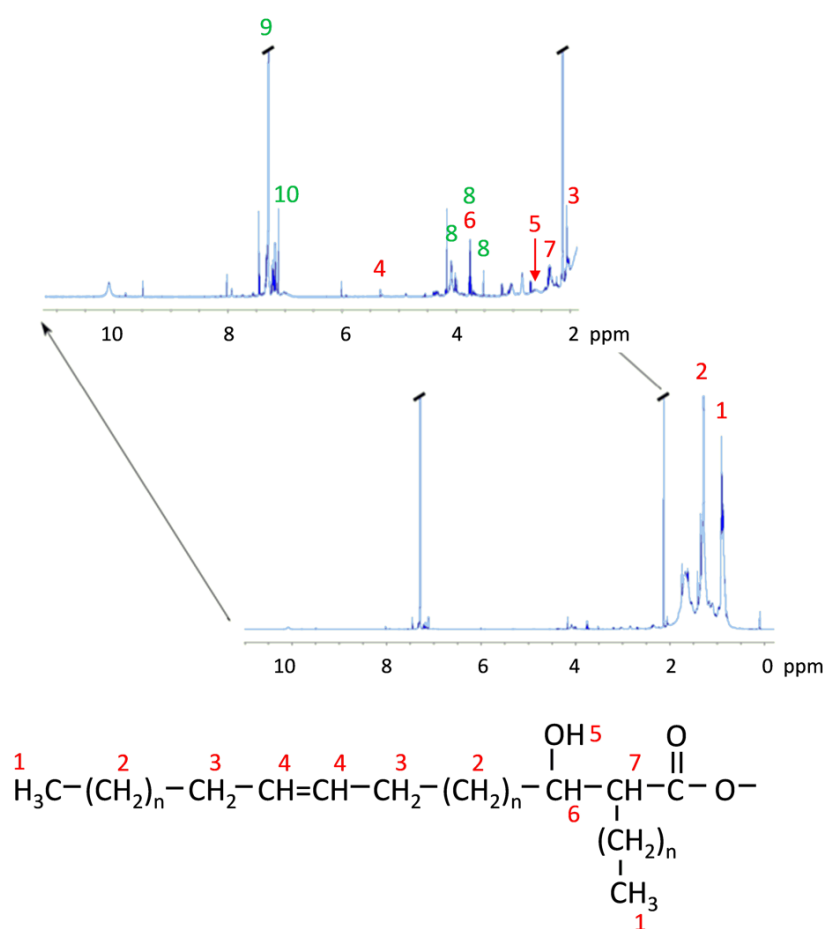 9
10
8
6
8
8
5
7
3
4
10 8 6 4 2 ppm
2
1
10 8 6 4 2 0 ppm
OH 5 O
1 2 3 4 4 3 2 7
H₃C–(CH₂)ₙ–CH₂–CH=CH–CH₂–(CH₂)ₙ–CH–CH–C–O–
6
(CH₂)ₙ
CH₃
1